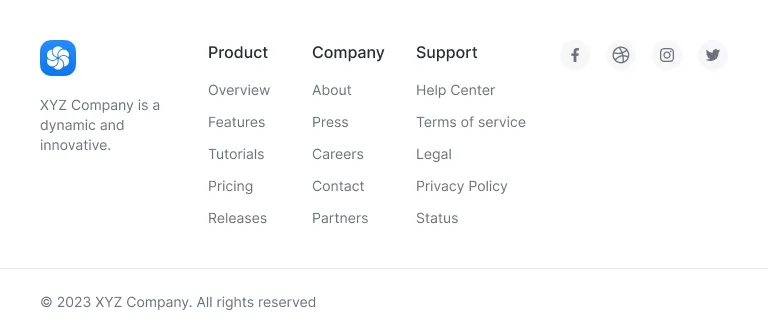 XYZ Company is a
dynamic and
innovative.
Product
Overview
Features
Tutorials
Pricing
Releases
Company
About
Press
Careers
Contact
Partners
Support
Help Center
Terms of service
Legal
Privacy Policy
Status
© 2023 XYZ Company. All rights reserved